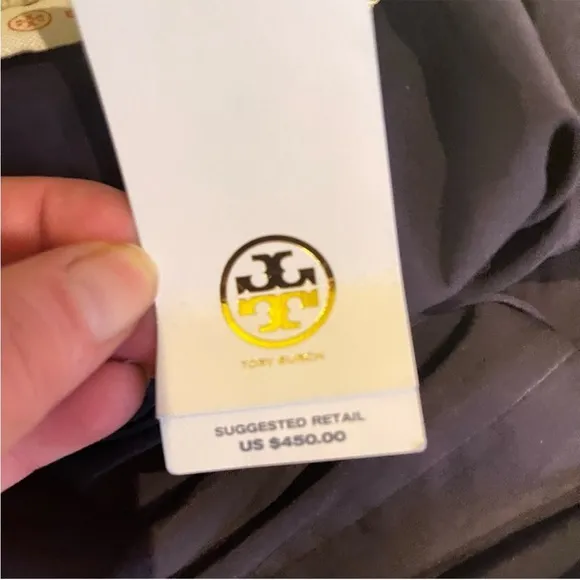 TORY BURCH
SUGGESTED RETAIL
US $450.00